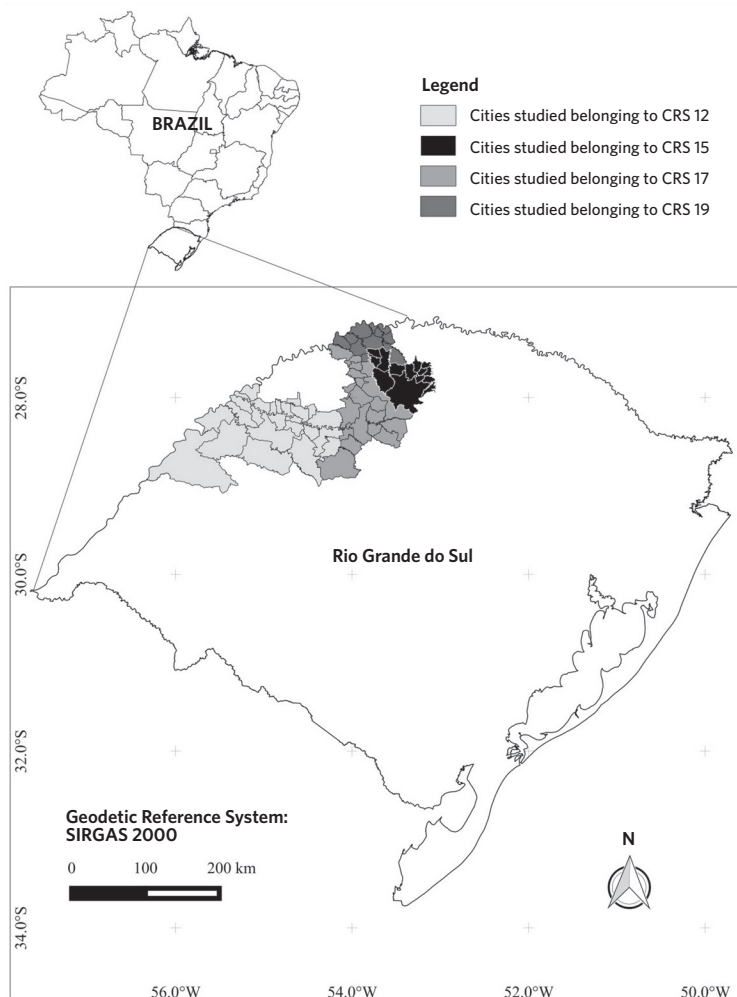 BRAZIL
Legend
Cities studied belonging to CRS 12
Cities studied belonging to CRS 15
Cities studied belonging to CRS 17
Cities studied belonging to CRS 19
28.0°S
30.0°S
Rio Grande do Sul
32.0°S
Geodetic Reference System:
SIRGAS 2000
0 100 200 km
N
34.0°S
56.0°W 54.0°W 52.0°W 50.0°W